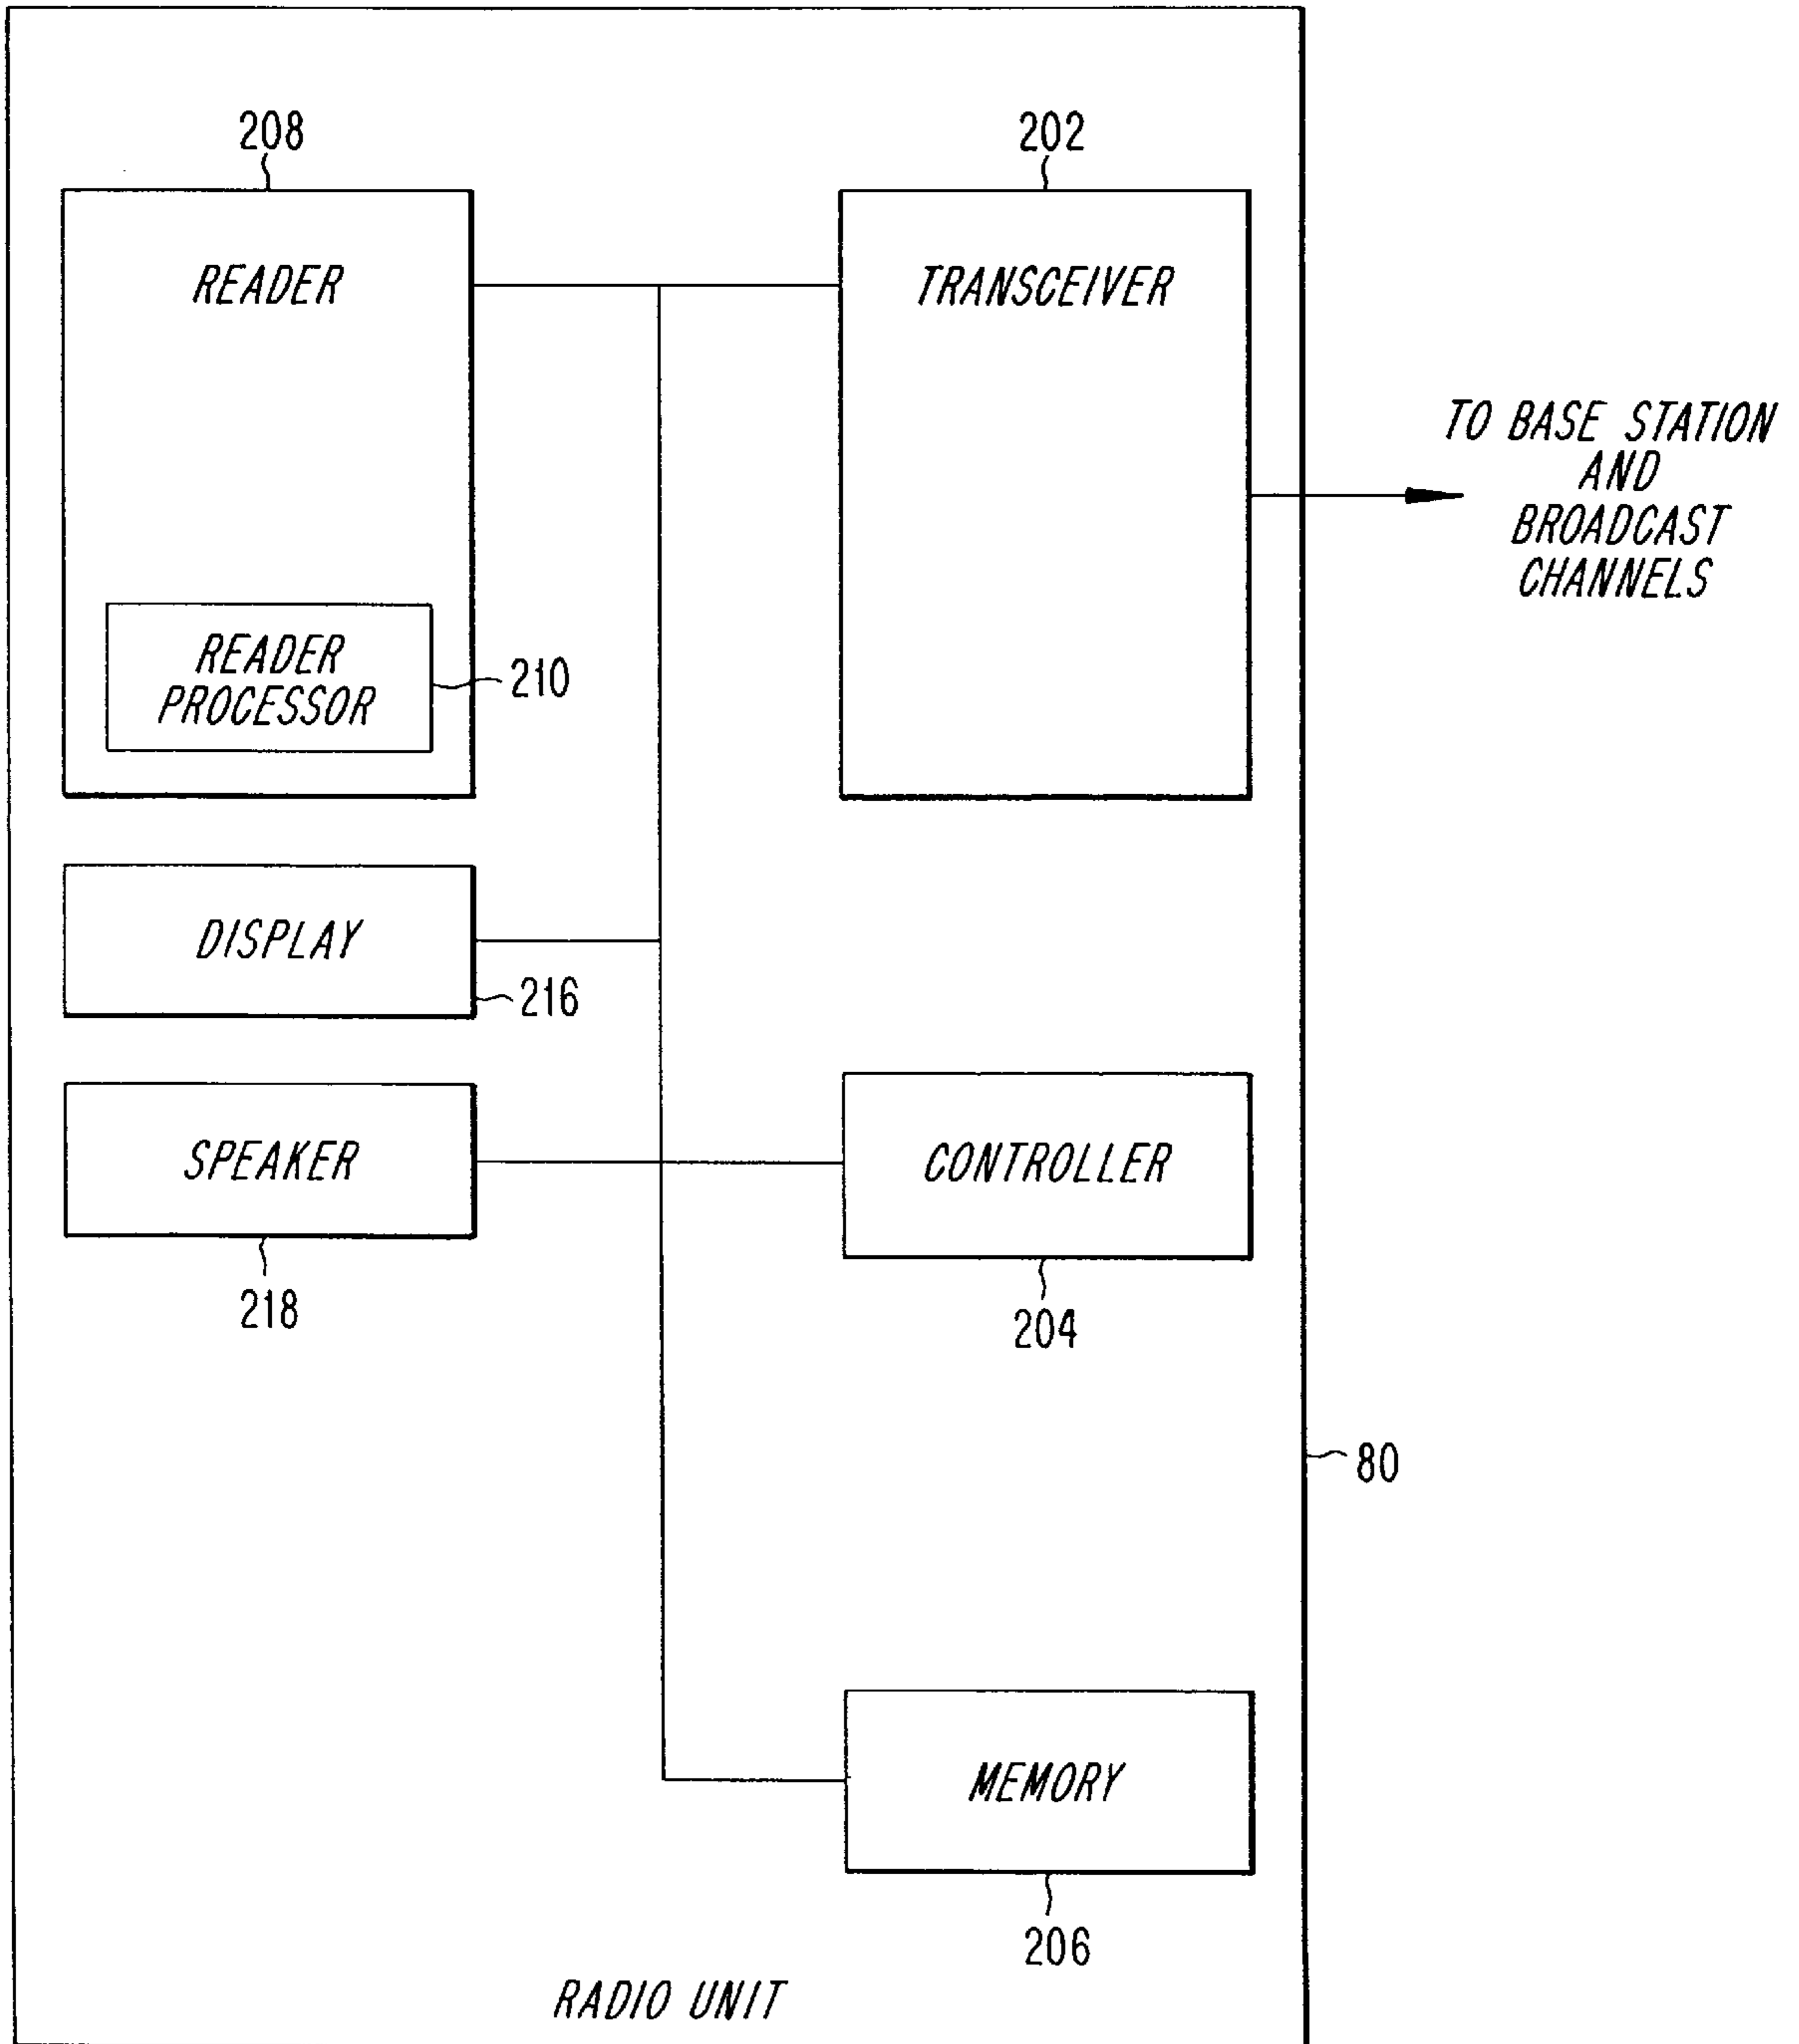 208
202
READER
TRANSCEIVER
TO BASE STATION
AND
BROADCAST
CHANNELS
READER
PROCESSOR
210
DISPLAY
216
SPEAKER
CONTROLLER
218
204
80
MEMORY
206
RADIO UNIT